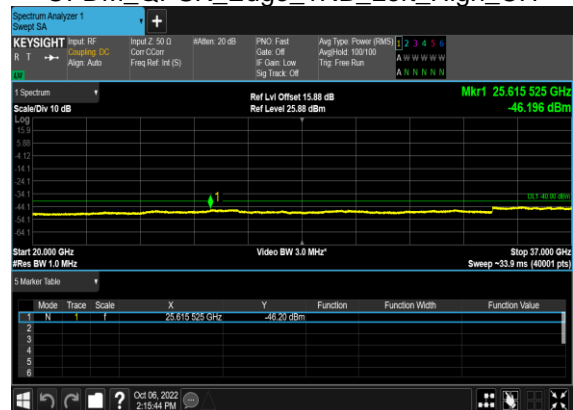 Spectrum Analyzer 1
Swept SA
+
KEYSIGHT Input: RF Input Z: 50 Ω #Atten: 20 dB PNO: Fast Avg Type: Power (RMS) 1 2 3 4 5 6
R T Coupling: DC Corr CCorr Gate: Off Avg|Hold: 100/100 A W W W W W
Align: Auto Freq Ref: Int (S) IF Gain: Low Trig: Free Run
Sig Track: Off A N N N N N
LW
1 Spectrum Ref Lvl Offset 15.88 dB Mkr1 25.615 525 GHz
Scale/Div 10 dB Ref Level 25.88 dBm -46.196 dBm
Log
15.9
5.88
-4.12
-14.1
-24.1
-34.1
1
UL1 -40.00 dBm
-44.1
-54.1
-64.1
Start 20.000 GHz Video BW 3.0 MHz* Stop 37.000 GHz
#Res BW 1.0 MHz Sweep ~33.9 ms (40001 pts)
5 Marker Table
Mode Trace Scale X Y Function Function Width Function Value
1 N 1 f 25.615 525 GHz -46.20 dBm
2
3
4
5
6
? Oct 06, 2022
2:15:44 PM